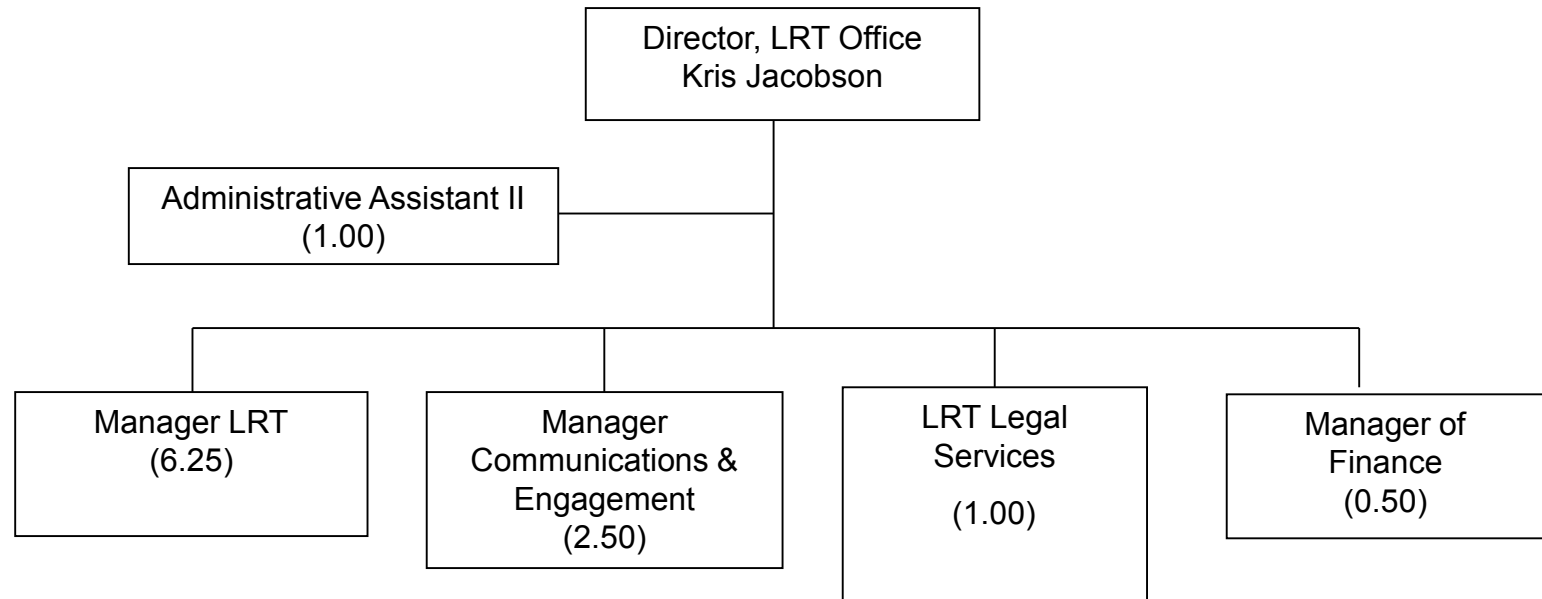 Director, LRT Office
Kris Jacobson
Administrative Assistant II
(1.00)
Manager LRT
(6.25)
Manager
Communications &
Engagement
(2.50)
LRT Legal
Services
(1.00)
Manager of
Finance
(0.50)